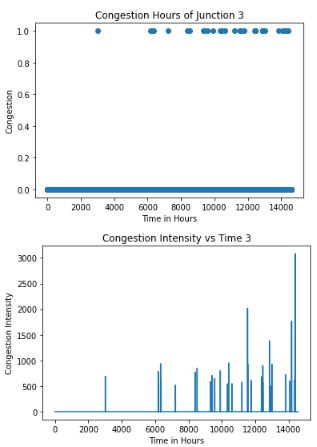 Congestion Hours of Junction 3
1.0
0.8
0.6
0.4
0.2
0.0
Congestion
0 2000 4000 6000 8000 10000 12000 14000
Time in Hours
Congestion Intensity vs Time 3
3000
2500
2000
1500
1000
500
0
Congestion Intensity
0 2000 4000 6000 8000 10000 12000 14000
Time in Hours